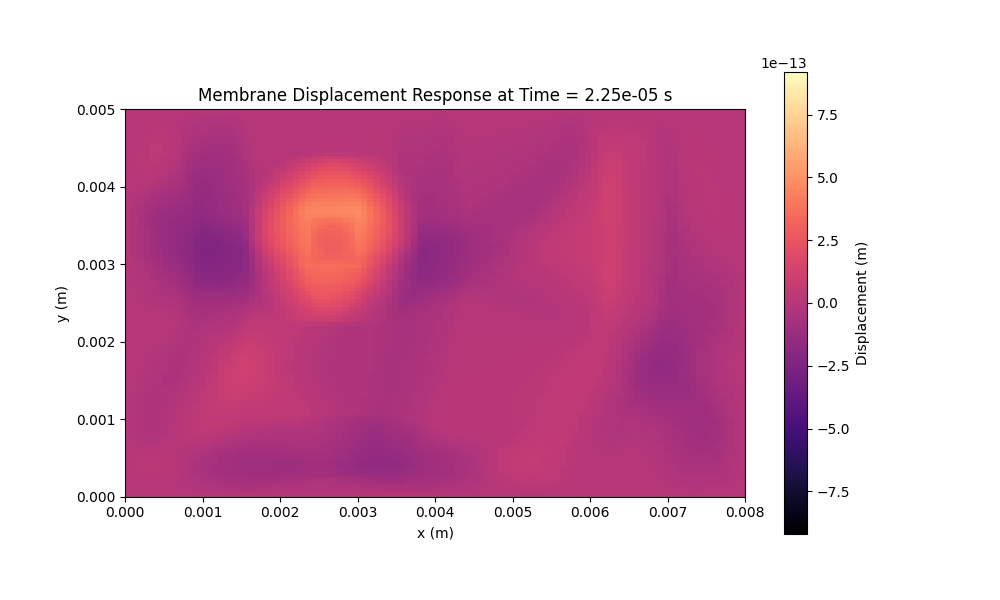 1e−13
Membrane Displacement Response at Time = 2.25e-05 s
0.005
0.004
0.003
0.002
0.001
0.000
y (m)
0.000 0.001 0.002 0.003 0.004 0.005 0.006 0.007 0.008
x (m)
7.5
5.0
2.5
0.0
−2.5
−5.0
−7.5
Displacement (m)